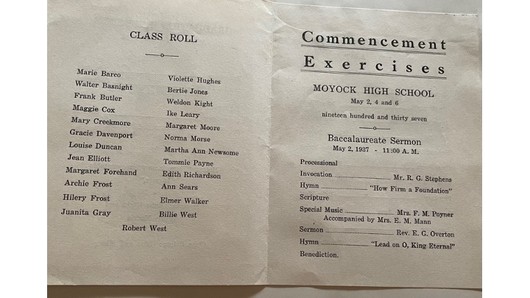 CLASS ROLL
Marie Barco
Walter Basnight
Frank Butler
Maggie Cox
Mary Creekmore
Gracie Davenport
Louise Duncan
Jean Elliott
Margaret Forehand
Archie Frost
Hilery Frost
Juanita Gray
Violette Hughes
Bertie Jones
Weldon Kight
Ike Leary
Margaret Moore
Norma Morse
Martha Ann Newsome
Tommie Payne
Edith Richardson
Ann Sears
Elmer Walker
Billie West
Robert West
Commencement
Exercises
MOYOCK HIGH SCHOOL
May 2, 4 and 6
nineteen hundred and thirty seven
Baccalaureate Sermon
May 2, 1937 - 11:00 A. M.
Processional
Invocation Mr. R. G. Stephens
Hymn "How Firm a Foundation"
Scripture
Special Music Mrs. F. M. Poyner
Accompanied by Mrs. E. M. Mann
Sermon Rev. E. G. Overton
Hymn "Lead on O, King Eternal"
Benediction.